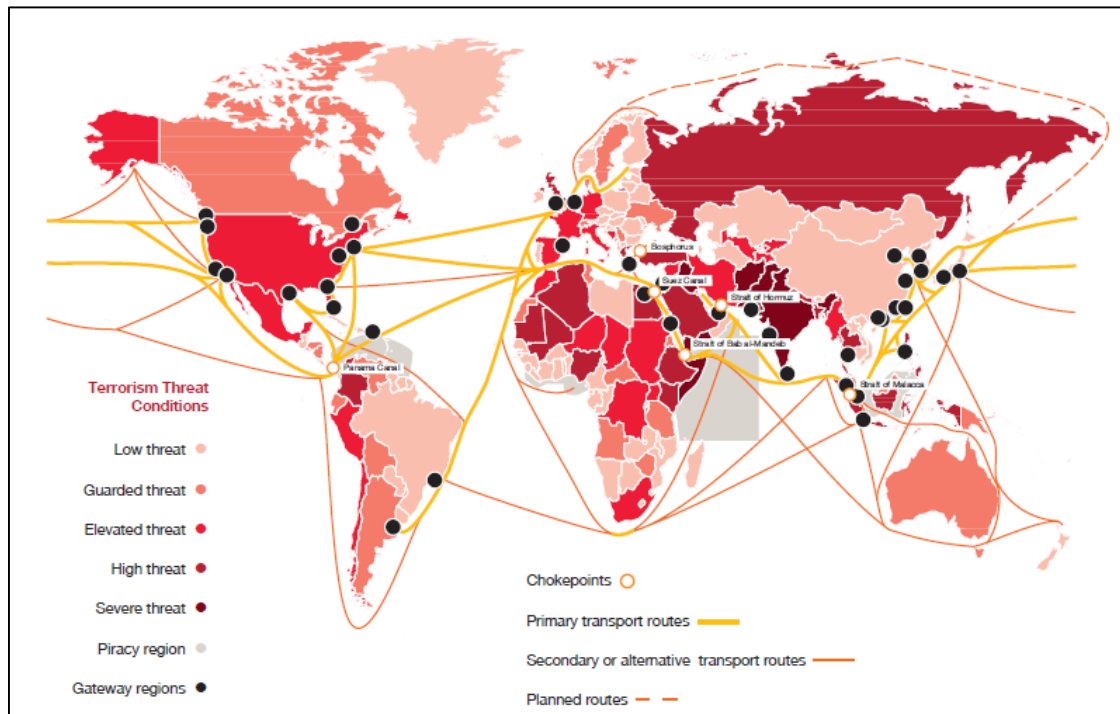 Bosphorus
Suez Canal
Strait of Hormuz
Strait of Bab al-Mandeb
Panama Canal
Strait of Malacca
Terrorism Threat
Conditions
Low threat
Guarded threat
Elevated threat
High threat
Severe threat
Piracy region
Gateway regions
Chokepoints
Primary transport routes
Secondary or alternative transport routes
Planned routes